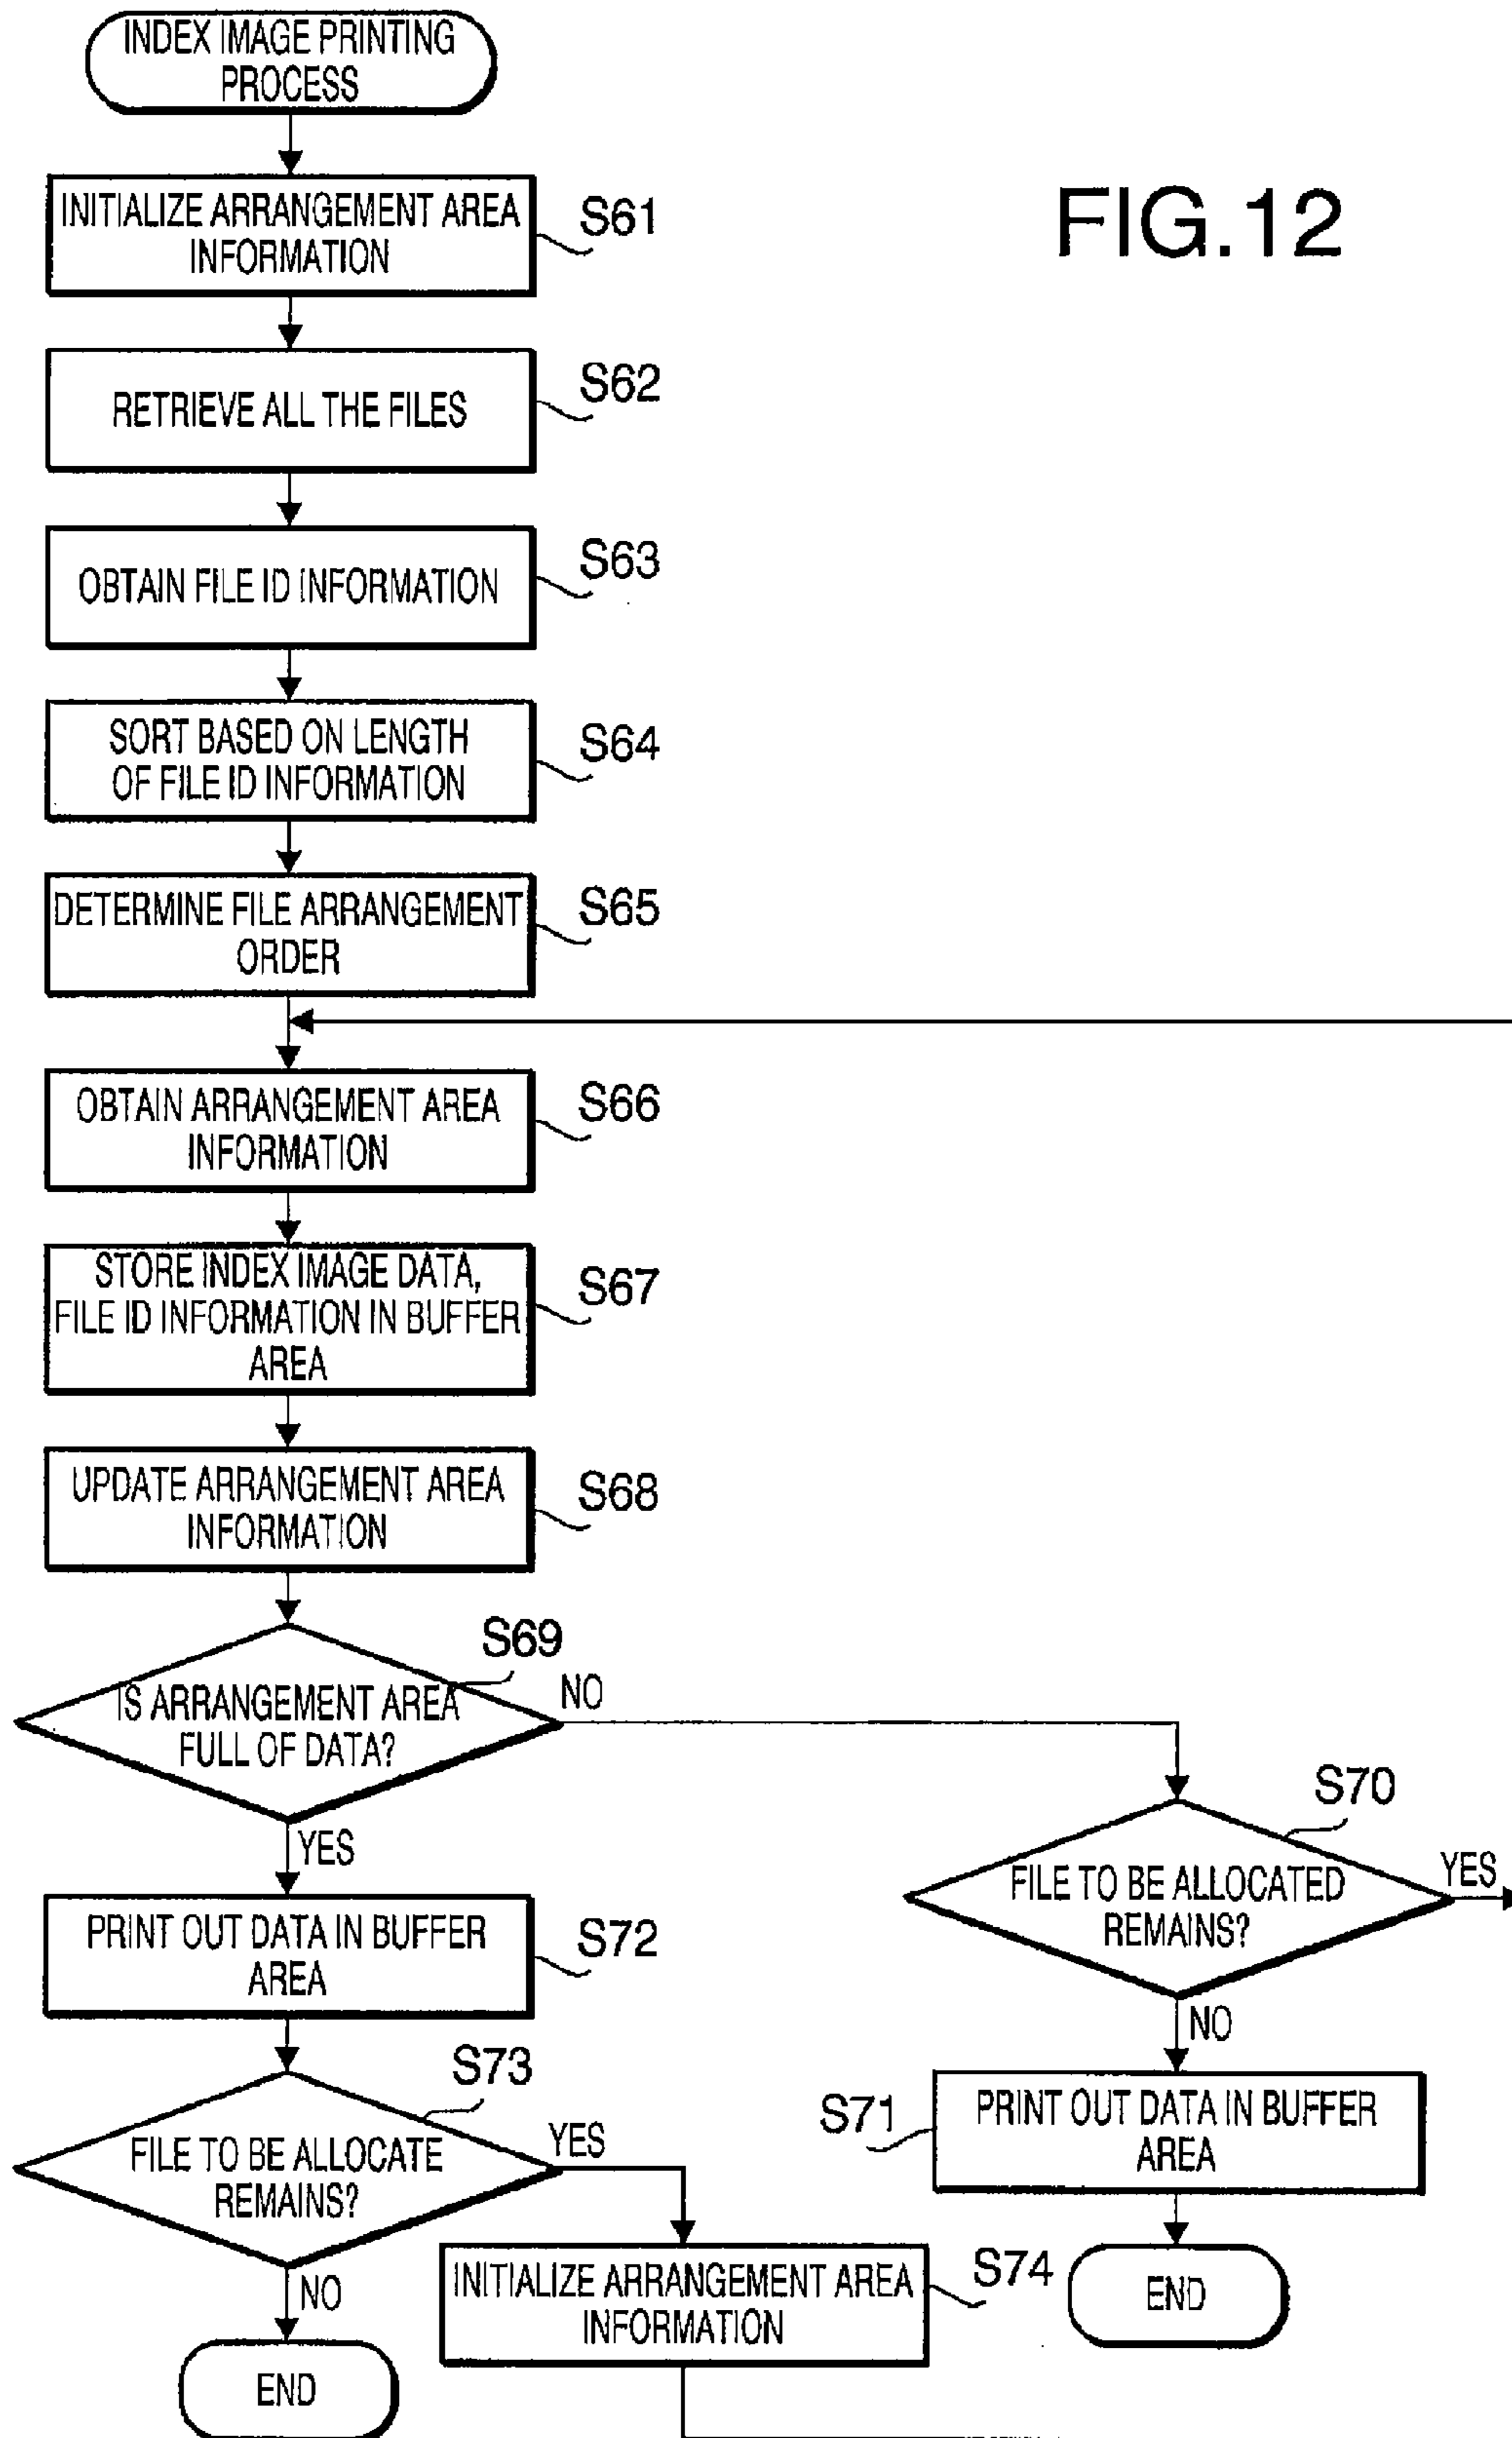 INDEX IMAGE PRINTING
PROCESS
FIG.12
INITIALIZE ARRANGEMENT AREA
INFORMATION
S61
RETRIEVE ALL THE FILES
S62
OBTAIN FILE ID INFORMATION
S63
SORT BASED ON LENGTH
OF FILE ID INFORMATION
S64
DETERMINE FILE ARRANGEMENT
ORDER
S65
OBTAIN ARRANGEMENT AREA
INFORMATION
S66
STORE INDEX IMAGE DATA,
FILE ID INFORMATION IN BUFFER
AREA
S67
UPDATE ARRANGEMENT AREA
INFORMATION
S68
S69
IS ARRANGEMENT AREA
FULL OF DATA?
NO
YES
S70
FILE TO BE ALLOCATED
REMAINS?
YES
NO
PRINT OUT DATA IN BUFFER
AREA
S72
S71
PRINT OUT DATA IN BUFFER
AREA
END
S73
FILE TO BE ALLOCATE
REMAINS?
YES
NO
INITIALIZE ARRANGEMENT AREA
INFORMATION
S74
END